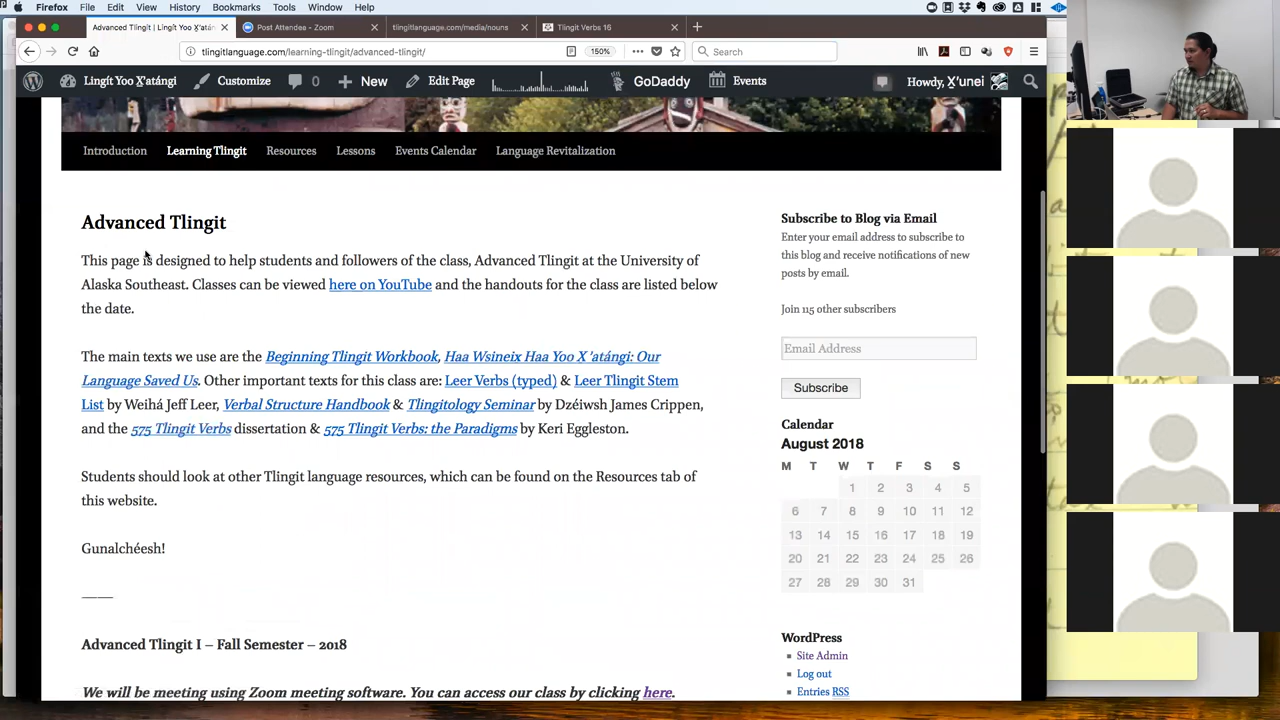 Firefox File Edit View History Bookmarks Tools Window Help
Advanced Tlingit | Lingít Yoo X̱'atán Post Attendee - Zoom tlingitlanguage.com/media/nouns Tlingit Verbs 16
tlingitlanguage.com/learning-tlingit/advanced-tlingit/ 150% Search
Lingít Yoo X̱'atángi Customize 0 New Edit Page GoDaddy Events Howdy, X̱'unei
Introduction Learning Tlingit Resources Lessons Events Calendar Language Revitalization
Advanced Tlingit
This page is designed to help students and followers of the class, Advanced Tlingit at the University of
Alaska Southeast. Classes can be viewed here on YouTube and the handouts for the class are listed below
the date.
The main texts we use are the Beginning Tlingit Workbook, Haa Wsineix Haa Yoo X 'atángi: Our
Language Saved Us. Other important texts for this class are: Leer Verbs (typed) & Leer Tlingit Stem
List by Weihá Jeff Leer, Verbal Structure Handbook & Tlingitology Seminar by Dzéiwsh James Crippen,
and the 575 Tlingit Verbs dissertation & 575 Tlingit Verbs: the Paradigms by Keri Eggleston.
Students should look at other Tlingit language resources, which can be found on the Resources tab of
this website.
Gunalchéesh!
——
Advanced Tlingit I – Fall Semester – 2018
We will be meeting using Zoom meeting software. You can access our class by clicking here.
Subscribe to Blog via Email
Enter your email address to subscribe to
this blog and receive notifications of new
posts by email.
Join 115 other subscribers
Email Address
Subscribe
Calendar
August 2018
M T W T F S S
1 2 3 4 5
6 7 8 9 10 11 12
13 14 15 16 17 18 19
20 21 22 23 24 25 26
27 28 29 30 31
WordPress
Site Admin
Log out
Entries RSS